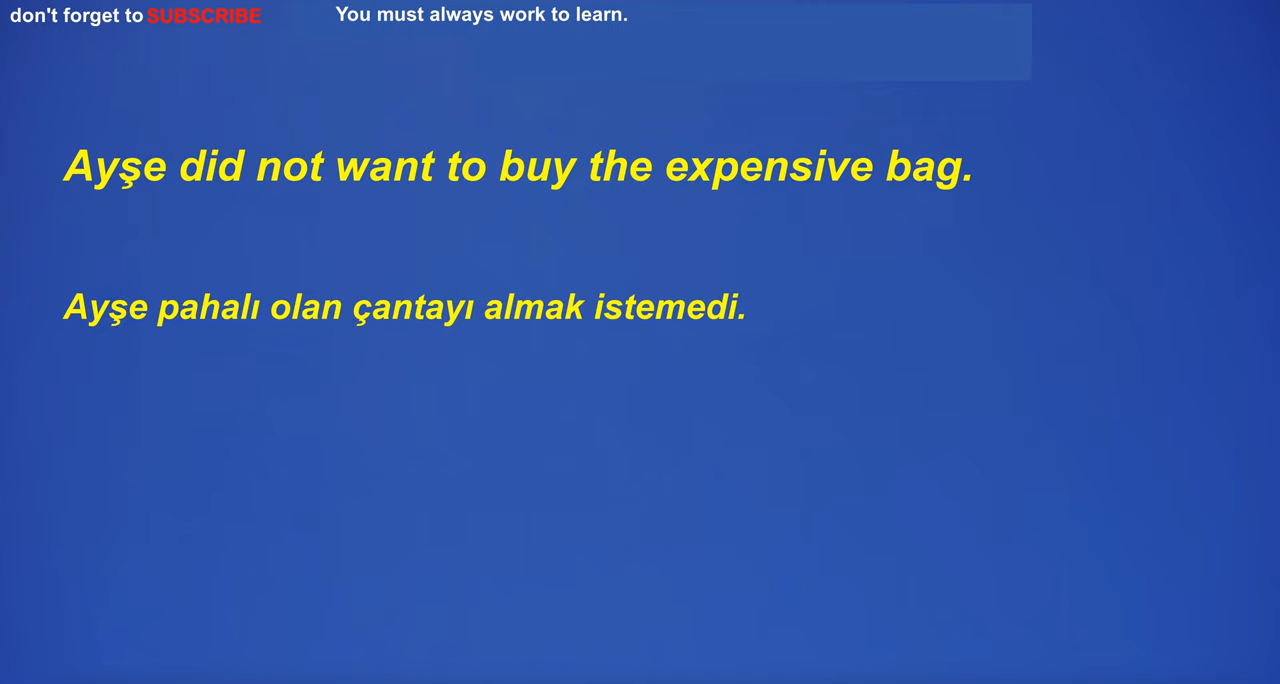 don't forget to SUBSCRIBE
You must always work to learn.
Ayşe did not want to buy the expensive bag.
Ayşe pahalı olan çantayı almak istemedi.